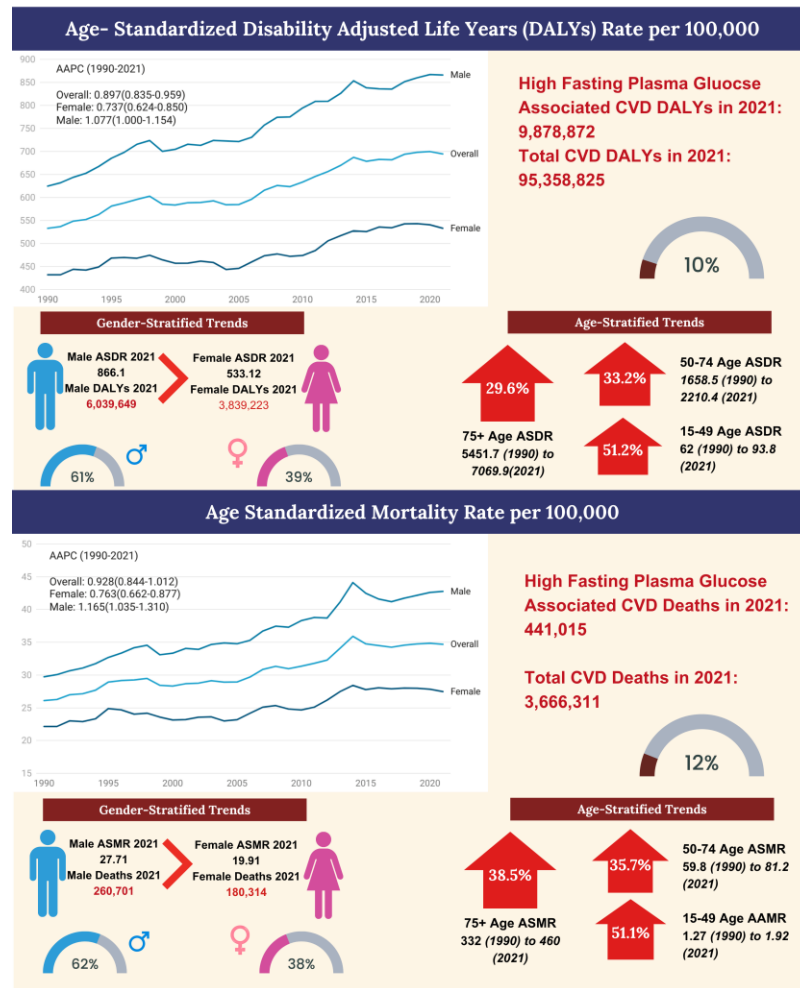 Age- Standardized Disability Adjusted Life Years (DALYs) Rate per 100,000
900
850
800
750
700
650
600
550
500
450
400
AAPC (1990-2021)
Overall: 0.897(0.835-0.959)
Female: 0.737(0.624-0.850)
Male: 1.077(1.000-1.154)
Male
Overall
Female
1990 1995 2000 2005 2010 2015 2020
High Fasting Plasma Gluocse
Associated CVD DALYs in 2021:
9,878,872
Total CVD DALYs in 2021:
95,358,825
10%
Gender-Stratified Trends
Male ASDR 2021
866.1
Male DALYs 2021
6,039,649
Female ASDR 2021
533.12
Female DALYs 2021
3,839,223
61%
39%
Age-Stratified Trends
29.6%
75+ Age ASDR
5451.7 (1990) to
7069.9(2021)
33.2%
50-74 Age ASDR
1658.5 (1990) to
2210.4 (2021)
51.2%
15-49 Age ASDR
62 (1990) to 93.8
(2021)
Age Standardized Mortality Rate per 100,000
50
45
40
35
30
25
20
15
AAPC (1990-2021)
Overall: 0.928(0.844-1.012)
Female: 0.763(0.662-0.877)
Male: 1.165(1.035-1.310)
Male
Overall
Female
1990 1995 2000 2005 2010 2015 2020
High Fasting Plasma Glucose
Associated CVD Deaths in 2021:
441,015
Total CVD Deaths in 2021:
3,666,311
12%
Gender-Stratified Trends
Male ASMR 2021
27.71
Male Deaths 2021
260,701
Female ASMR 2021
19.91
Female Deaths 2021
180,314
62%
38%
Age-Stratified Trends
38.5%
75+ Age ASMR
332 (1990) to 460
(2021)
35.7%
50-74 Age ASMR
59.8 (1990) to 81.2
(2021)
51.1%
15-49 Age AAMR
1.27 (1990) to 1.92
(2021)